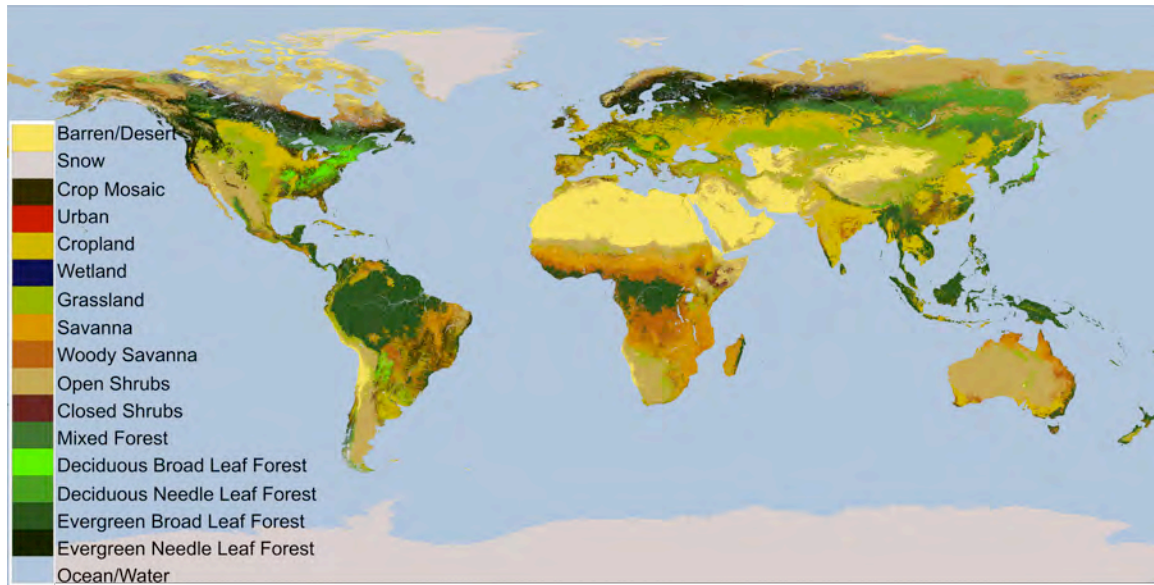 Barren/Desert
Snow
Crop Mosaic
Urban
Cropland
Wetland
Grassland
Savanna
Woody Savanna
Open Shrubs
Closed Shrubs
Mixed Forest
Deciduous Broad Leaf Forest
Deciduous Needle Leaf Forest
Evergreen Broad Leaf Forest
Evergreen Needle Leaf Forest
Ocean/Water